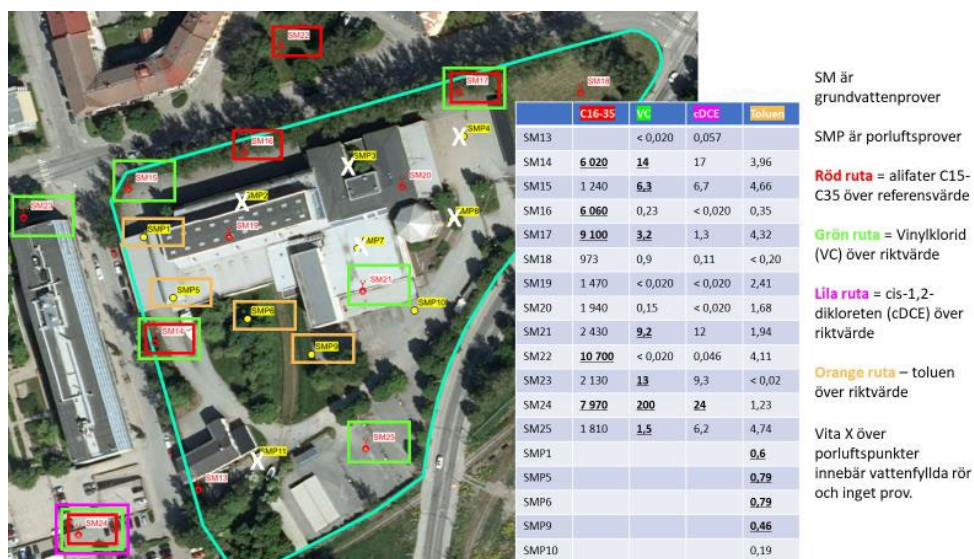 SM22
SM17
SM18
SMP4
SM16
SMP3
SM15
SM20
SMP2
SM23
SMP8
SMP1
SM19
SMP7
SM21
SMP5
SMP10
SMP6
SM14
SMP9
SM25
SMP11
SM13
SM24
C16-35 VC cDCE Toluen
SM13 < 0,020 0,057
SM14 6 020 14 17 3,96
SM15 1 240 6,3 6,7 4,66
SM16 6 060 0,23 < 0,020 0,35
SM17 9 100 3,2 1,3 4,32
SM18 973 0,9 0,11 < 0,20
SM19 1 470 < 0,020 < 0,020 2,41
SM20 1 940 0,15 < 0,020 1,68
SM21 2 430 9,2 12 1,94
SM22 10 700 < 0,020 0,046 4,11
SM23 2 130 13 9,3 < 0,02
SM24 7 970 200 24 1,23
SM25 1 810 1,5 6,2 4,74
SMP1 0,6
SMP5 0,79
SMP6 0,79
SMP9 0,46
SMP10 0,19
SM är
grundvattenprover
SMP är porluftsprover
Röd ruta = alifater C15-
C35 över referensvärde
Grön ruta = Vinylklorid
(VC) över riktvärde
Lila ruta = cis-1,2-
dikloreten (cDCE) över
riktvärde
Orange ruta – toluen
över riktvärde
Vita X över
porluftspunkter
innebär vattenfyllda rör
och inget prov.